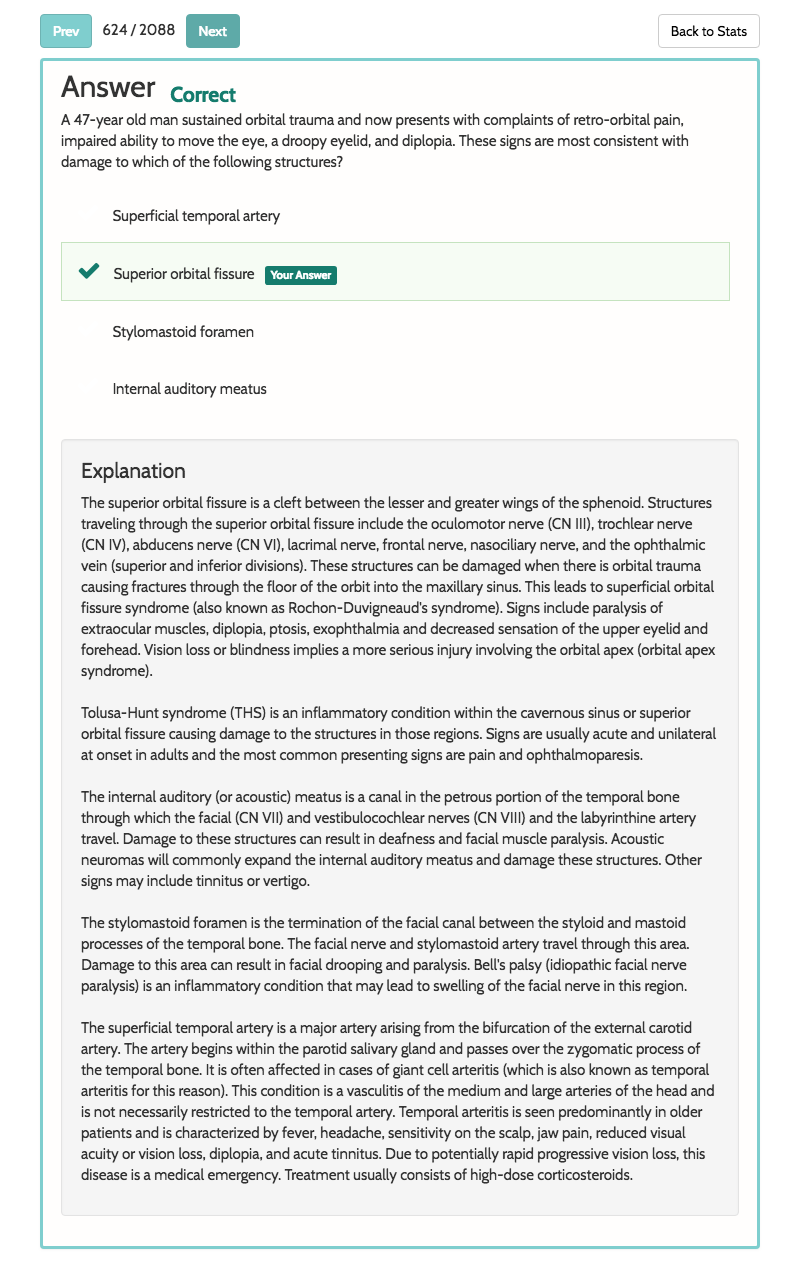 Prev 624 / 2088 Next Back to Stats
Answer Correct
A 47-year old man sustained orbital trauma and now presents with complaints of retro-orbital pain,
impaired ability to move the eye, a droopy eyelid, and diplopia. These signs are most consistent with
damage to which of the following structures?
Superficial temporal artery
Superior orbital fissure Your Answer
Stylomastoid foramen
Internal auditory meatus
Explanation
The superior orbital fissure is a cleft between the lesser and greater wings of the sphenoid. Structures
traveling through the superior orbital fissure include the oculomotor nerve (CN III), trochlear nerve
(CN IV), abducens nerve (CN VI), lacrimal nerve, frontal nerve, nasociliary nerve, and the ophthalmic
vein (superior and inferior divisions). These structures can be damaged when there is orbital trauma
causing fractures through the floor of the orbit into the maxillary sinus. This leads to superficial orbital
fissure syndrome (also known as Rochon-Duvigneaud's syndrome). Signs include paralysis of
extraocular muscles, diplopia, ptosis, exophthalmia and decreased sensation of the upper eyelid and
forehead. Vision loss or blindness implies a more serious injury involving the orbital apex (orbital apex
syndrome).
Tolusa-Hunt syndrome (THS) is an inflammatory condition within the cavernous sinus or superior
orbital fissure causing damage to the structures in those regions. Signs are usually acute and unilateral
at onset in adults and the most common presenting signs are pain and ophthalmoparesis.
The internal auditory (or acoustic) meatus is a canal in the petrous portion of the temporal bone
through which the facial (CN VII) and vestibulocochlear nerves (CN VIII) and the labyrinthine artery
travel. Damage to these structures can result in deafness and facial muscle paralysis. Acoustic
neuromas will commonly expand the internal auditory meatus and damage these structures. Other
signs may include tinnitus or vertigo.
The stylomastoid foramen is the termination of the facial canal between the styloid and mastoid
processes of the temporal bone. The facial nerve and stylomastoid artery travel through this area.
Damage to this area can result in facial drooping and paralysis. Bell's palsy (idiopathic facial nerve
paralysis) is an inflammatory condition that may lead to swelling of the facial nerve in this region.
The superficial temporal artery is a major artery arising from the bifurcation of the external carotid
artery. The artery begins within the parotid salivary gland and passes over the zygomatic process of
the temporal bone. It is often affected in cases of giant cell arteritis (which is also known as temporal
arteritis for this reason). This condition is a vasculitis of the medium and large arteries of the head and
is not necessarily restricted to the temporal artery. Temporal arteritis is seen predominantly in older
patients and is characterized by fever, headache, sensitivity on the scalp, jaw pain, reduced visual
acuity or vision loss, diplopia, and acute tinnitus. Due to potentially rapid progressive vision loss, this
disease is a medical emergency. Treatment usually consists of high-dose corticosteroids.